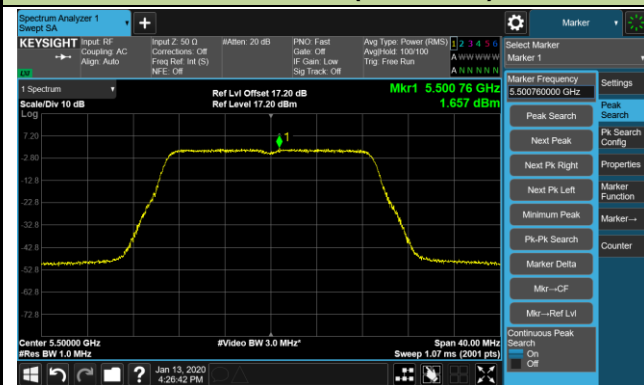 Spectrum Analyzer 1
Swept SA
+
Marker
KEYSIGHT
Input: RF
Coupling: AC
Align: Auto
Input Z: 50 Ω
Corrections: Off
Freq Ref: Int (S)
NFE: Off
#Atten: 20 dB
PNO: Fast
Gate: Off
IF Gain: Low
Sig Track: Off
Avg Type: Power (RMS)
Avg|Hold: 100/100
Trig: Free Run
1 2 3 4 5 6
A W W W W W
A N N N N N
Select Marker
Marker 1
1 Spectrum
Scale/Div 10 dB
Log
Ref Lvl Offset 17.20 dB
Ref Level 17.20 dBm
Mkr1 5.500 76 GHz
1.657 dBm
7.20
-2.80
-12.8
-22.8
-32.8
-42.8
-52.8
-62.8
-72.8
1
Center 5.50000 GHz
#Res BW 1.0 MHz
#Video BW 3.0 MHz*
Span 40.00 MHz
Sweep 1.07 ms (2001 pts)
Marker Frequency
5.500760000 GHz
Peak Search
Next Peak
Next Pk Right
Next Pk Left
Minimum Peak
Pk-Pk Search
Marker Delta
Mkr→CF
Mkr→Ref Lvl
Continuous Peak
Search
On
Off
Settings
Peak
Search
Pk Search
Config
Properties
Marker
Function
Marker→
Counter
?
Jan 13, 2020
4:26:42 PM